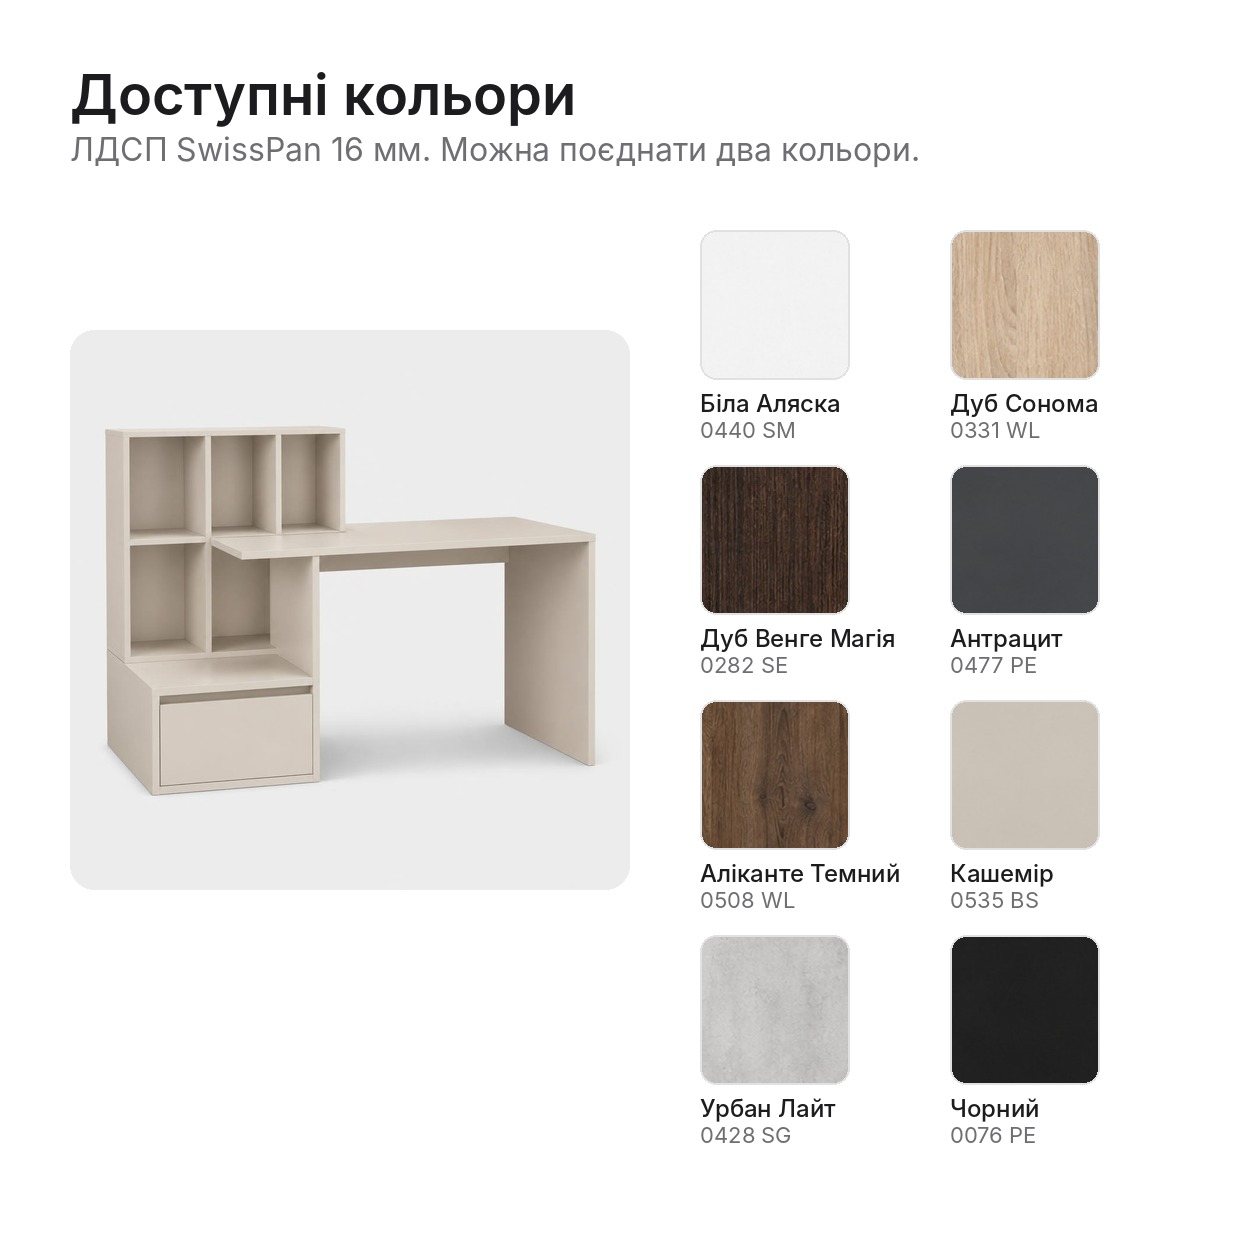 Доступні кольори
ЛДСП SwissPan 16 мм. Можна поєднати два кольори.
Біла Аляска
0440 SM
Дуб Сонома
0331 WL
Дуб Венге Магія
0282 SE
Антрацит
0477 PE
Аліканте Темний
0508 WL
Кашемір
0535 BS
Урбан Лайт
0428 SG
Чорний
0076 PE